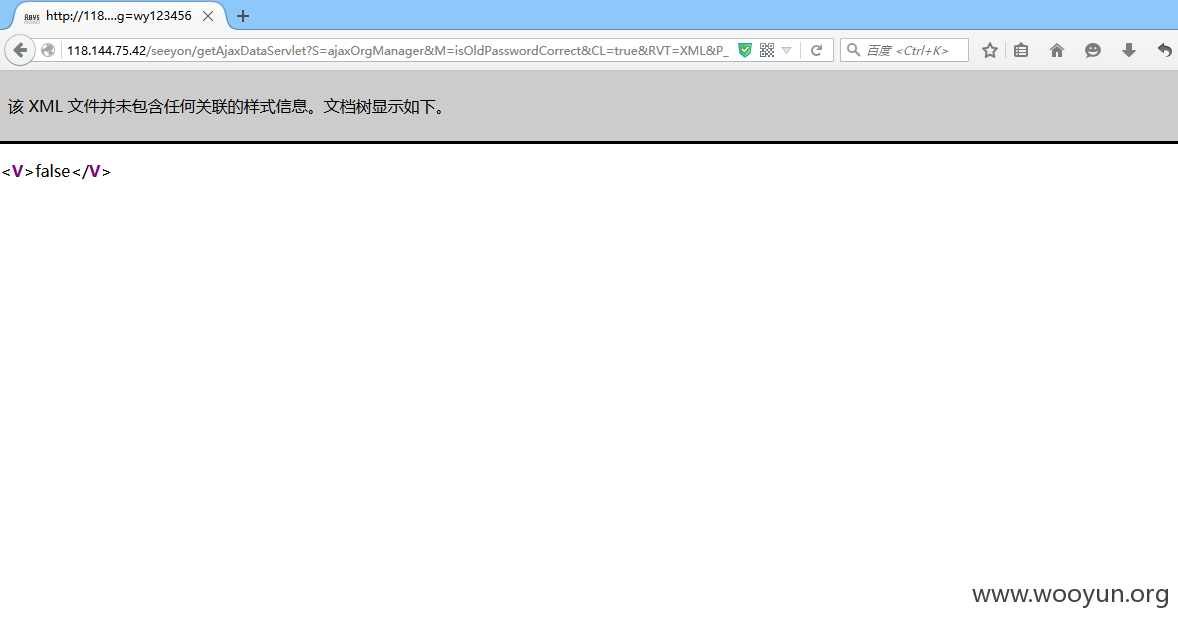 http://118....g=wy123456
118.144.75.42/seeyon/getAjaxDataServlet?S=ajaxOrgManager&M=isOldPasswordCorrect&CL=true&RVT=XML&P_
百度 <Ctrl+K>
该 XML 文件并未包含任何关联的样式信息。文档树显示如下。
<V>false</V>
www.wooyun.org